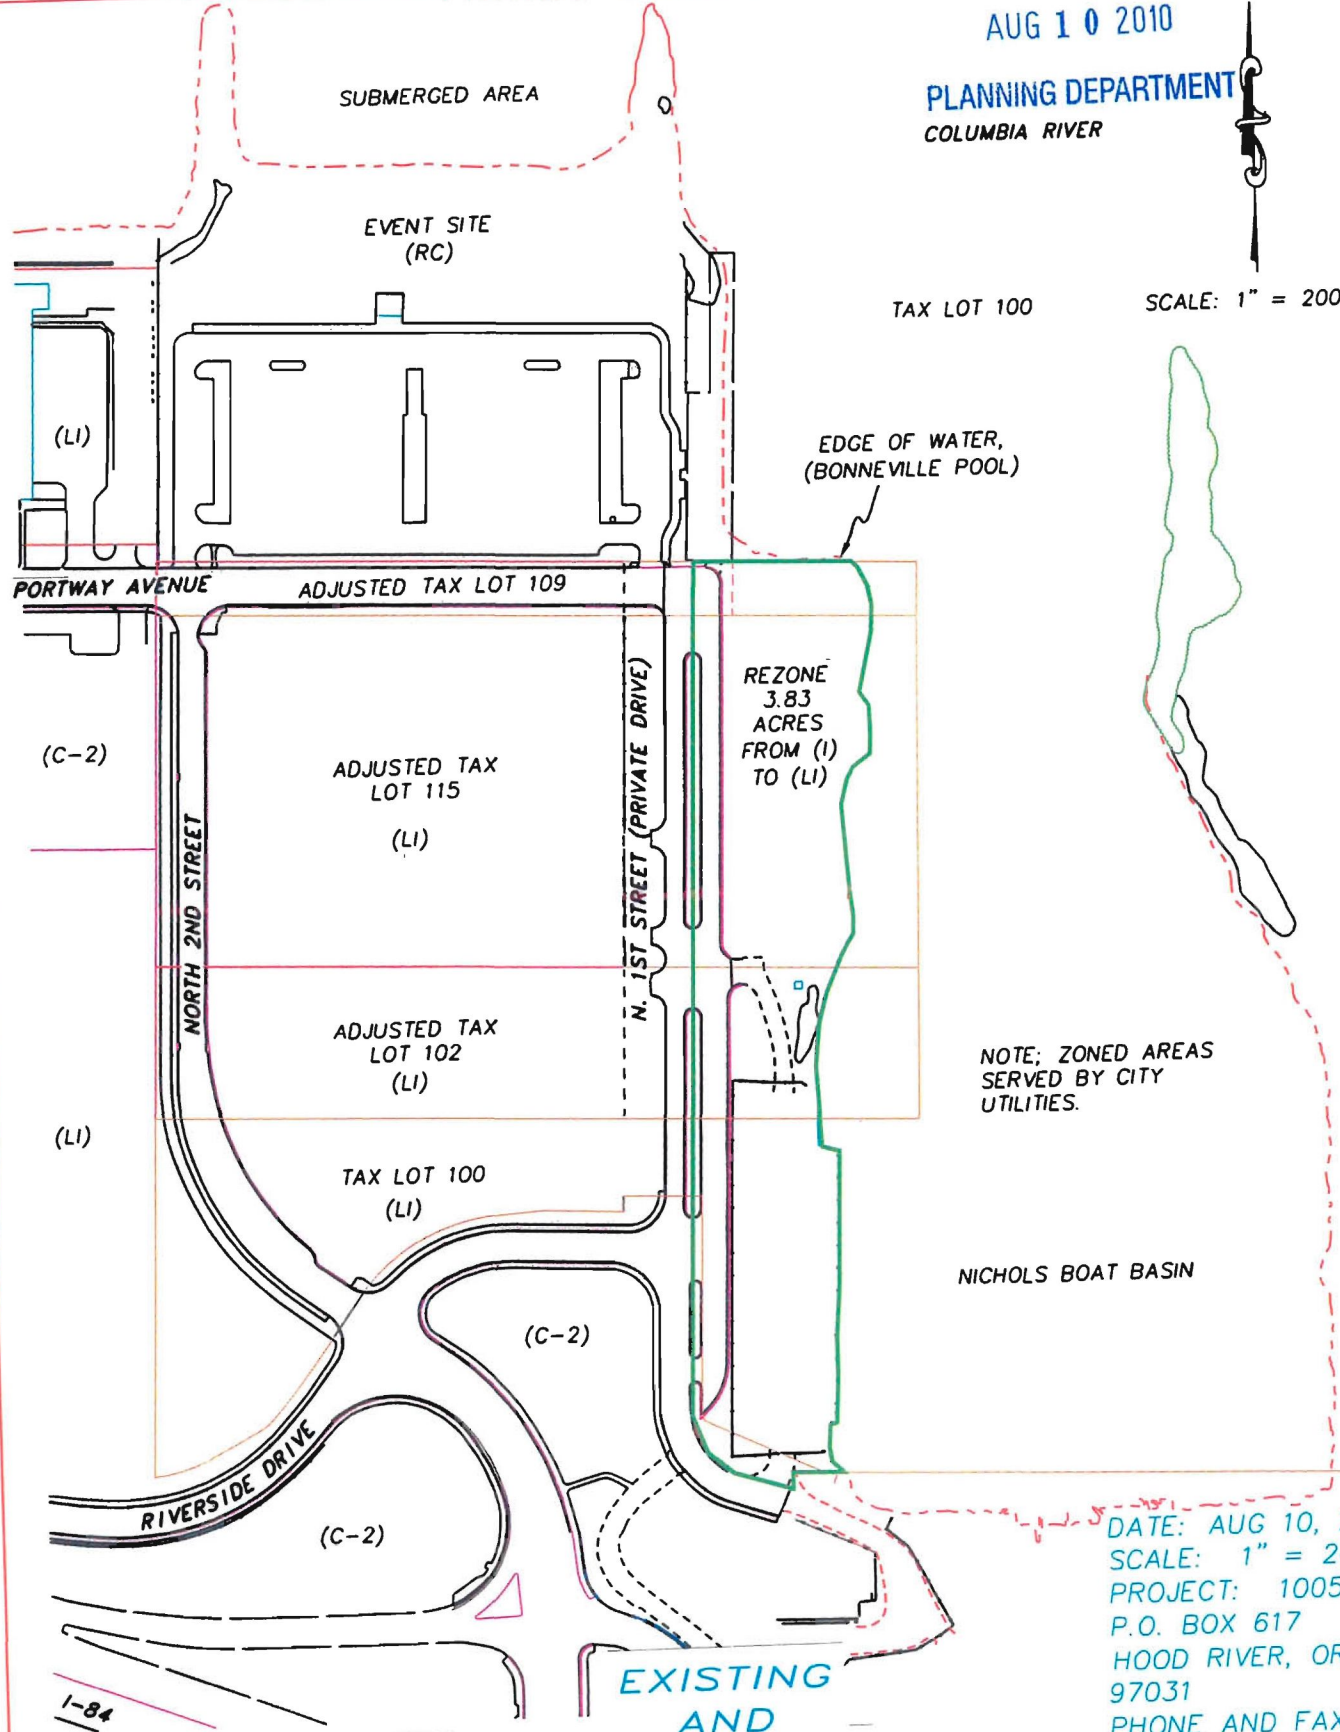 AUG 10 2010
PLANNING DEPARTMENT
COLUMBIA RIVER
SUBMERGED AREA
EVENT SITE
(RC)
TAX LOT 100
SCALE: 1" = 200
(LI)
EDGE OF WATER,
(BONNEVILLE POOL)
PORTWAY AVENUE
ADJUSTED TAX LOT 109
REZONE
3.83
ACRES
FROM (I)
TO (LI)
(C-2)
ADJUSTED TAX
LOT 115
(LI)
N. 1ST STREET (PRIVATE DRIVE)
NORTH 2ND STREET
ADJUSTED TAX
LOT 102
(LI)
NOTE; ZONED AREAS
SERVED BY CITY
UTILITIES.
(LI)
TAX LOT 100
(LI)
NICHOLS BOAT BASIN
(C-2)
RIVERSIDE DRIVE
(C-2)
DATE: AUG 10,
SCALE: 1" = 2
PROJECT: 1005
P.O. BOX 617
HOOD RIVER, OR
97031
PHONE AND FAX
EXISTING
AND
I-84